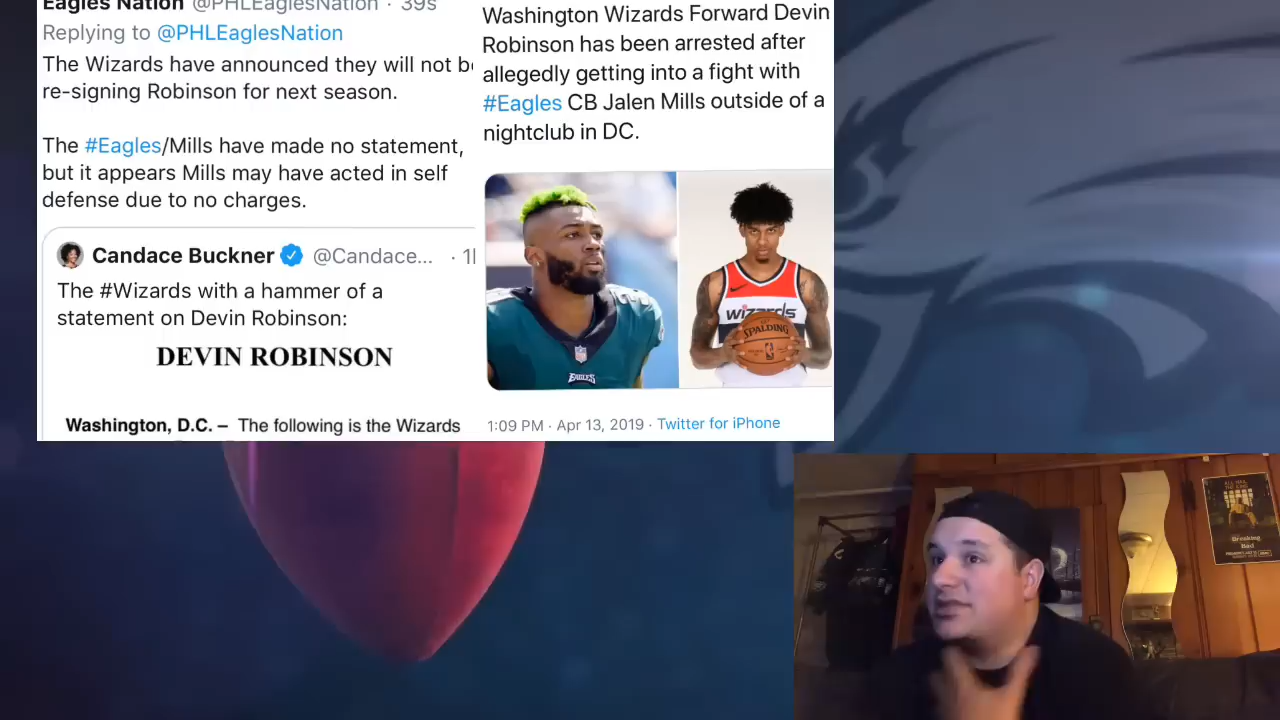 Eagles Nation @PHLEaglesNation · 39s
Replying to @PHLEaglesNation
The Wizards have announced they will not be
re-signing Robinson for next season.
The #Eagles/Mills have made no statement,
but it appears Mills may have acted in self
defense due to no charges.
Candace Buckner @Candace... · 1
The #Wizards with a hammer of a
statement on Devin Robinson:
DEVIN ROBINSON
Washington, D.C. – The following is the Wizards
Washington Wizards Forward Devin
Robinson has been arrested after
allegedly getting into a fight with
#Eagles CB Jalen Mills outside of a
nightclub in DC.
EAGLES
wizards
SPALDING
1:09 PM · Apr 13, 2019 · Twitter for iPhone
ALL HAIL
THE KING
Breaking
Bad